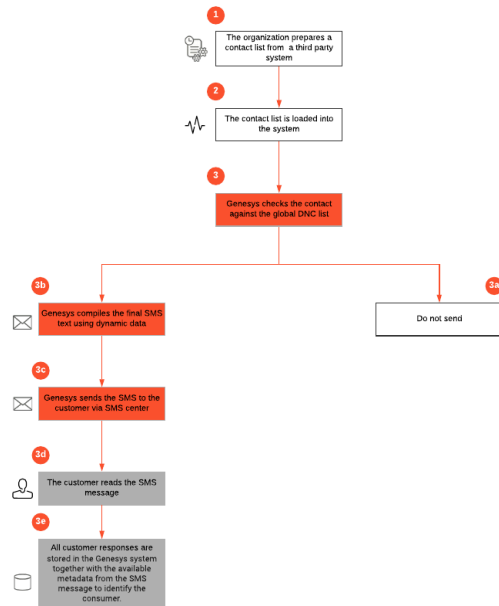 1
The organization prepares a
contact list from a third party
system
2
The contact list is loaded into
the system
3
Genesys checks the contact
against the global DNC list
3b
3a
Genesys compiles the final SMS
text using dynamic data
Do not send
3c
Genesys sends the SMS to the
customer via SMS center
3d
The customer reads the SMS
message
3e
All customer responses are
stored in the Genesys system
together with the available
metadata from the SMS
message to identify the
consumer.